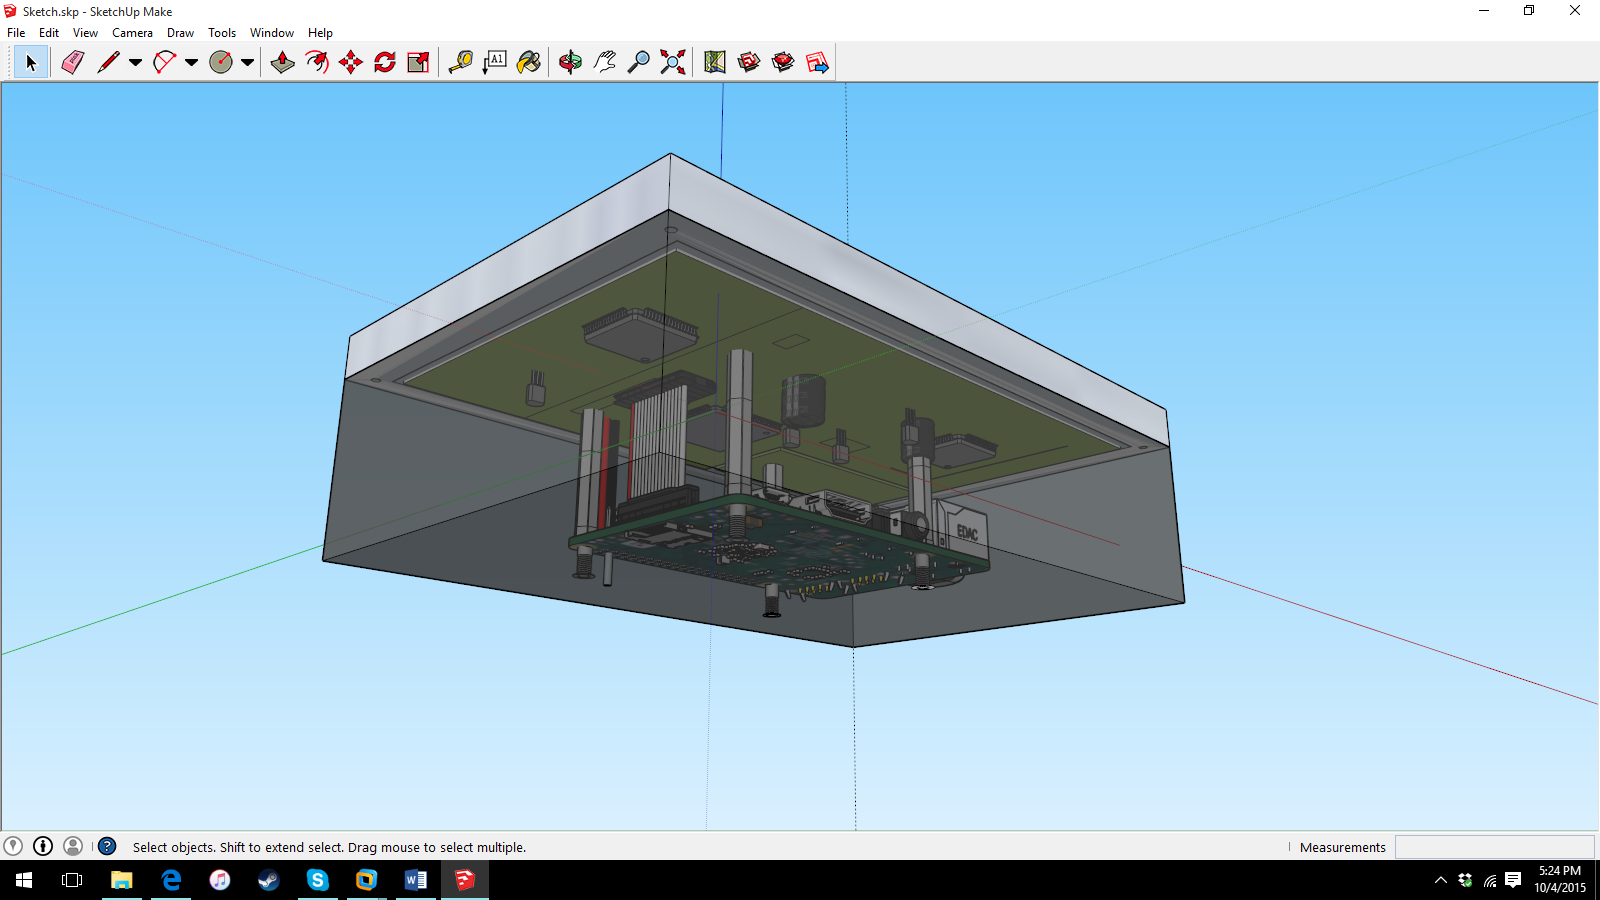 Sketch.skp - SketchUp Make
File Edit View Camera Draw Tools Window Help
A1
EDAC
Select objects. Shift to extend select. Drag mouse to select multiple.
Measurements
5:24 PM
10/4/2015